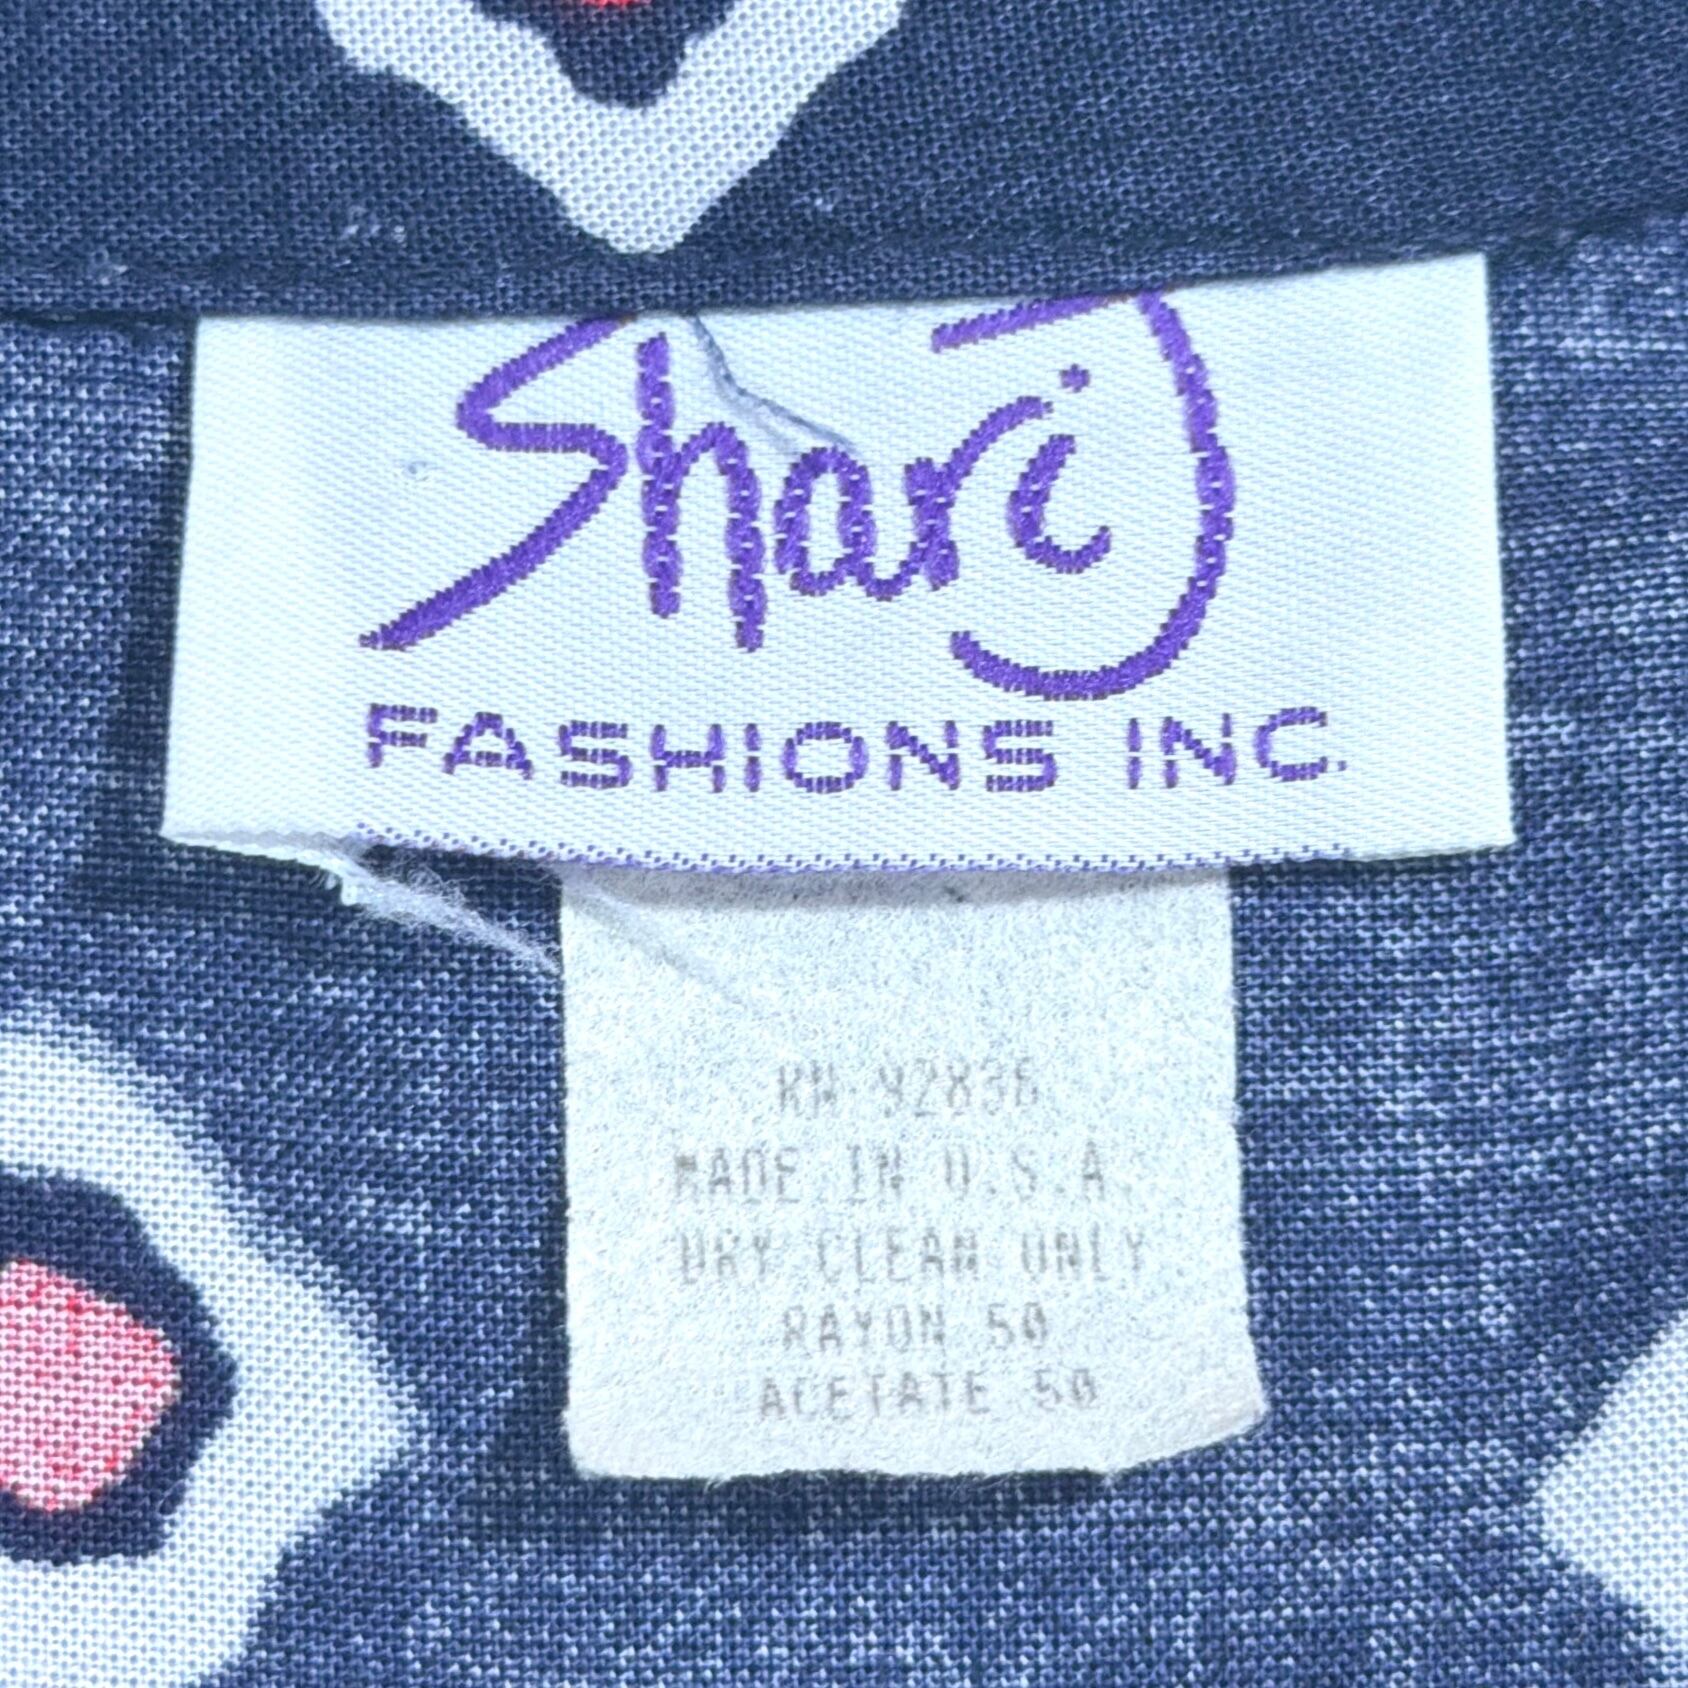 Shari J
FASHIONS INC.
RN 92836
MADE IN U.S.A.
DRY CLEAN ONLY
RAYON 50
ACETATE 50